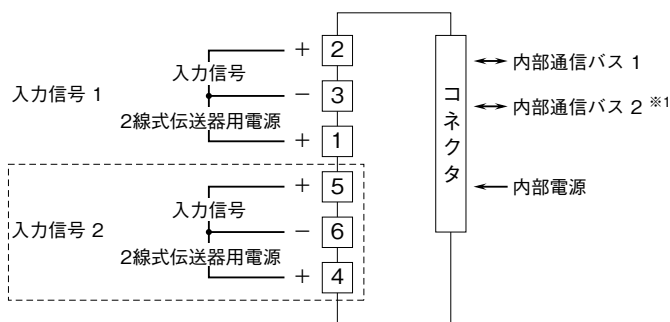 入力信号 1
入力信号
2線式伝送器用電源
+ 2
− 3
+ 1
入力信号 2
入力信号
2線式伝送器用電源
+ 5
− 6
+ 4
コネクタ
内部通信バス 1
内部通信バス 2 ※1
内部電源